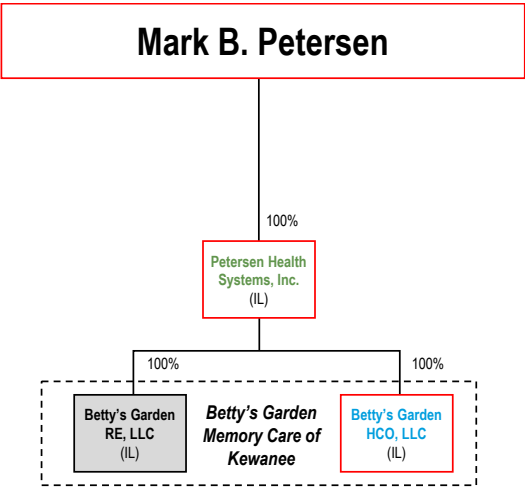 Mark B. Petersen
100%
Petersen Health
Systems, Inc.
(IL)
100%
100%
Betty's Garden
RE, LLC
(IL)
Betty's Garden
Memory Care of
Kewanee
Betty's Garden
HCO, LLC
(IL)